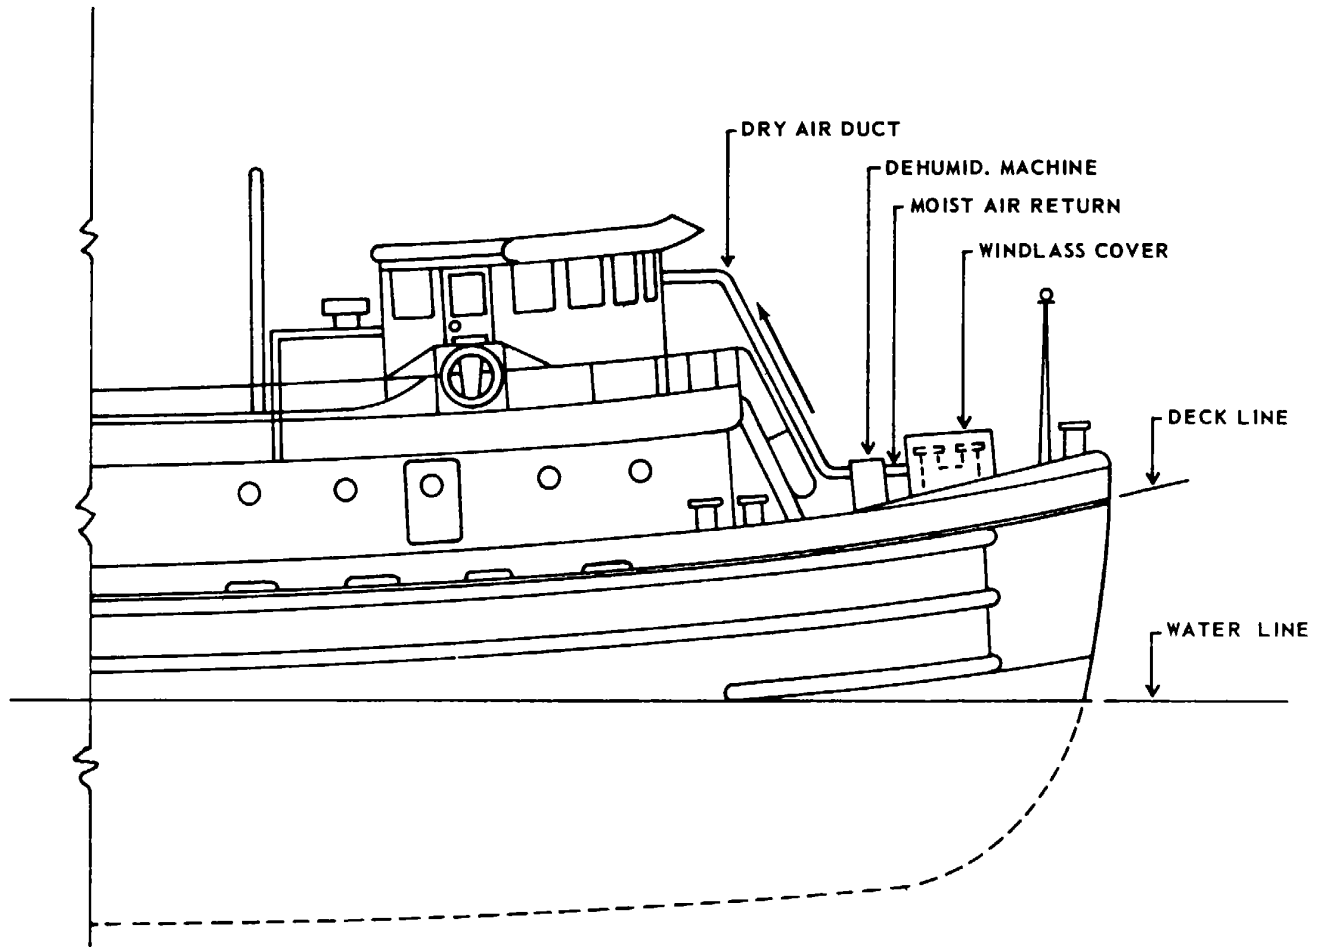 DRY AIR DUCT
DEHUMID. MACHINE
MOIST AIR RETURN
WINDLASS COVER
DECK LINE
WATER LINE